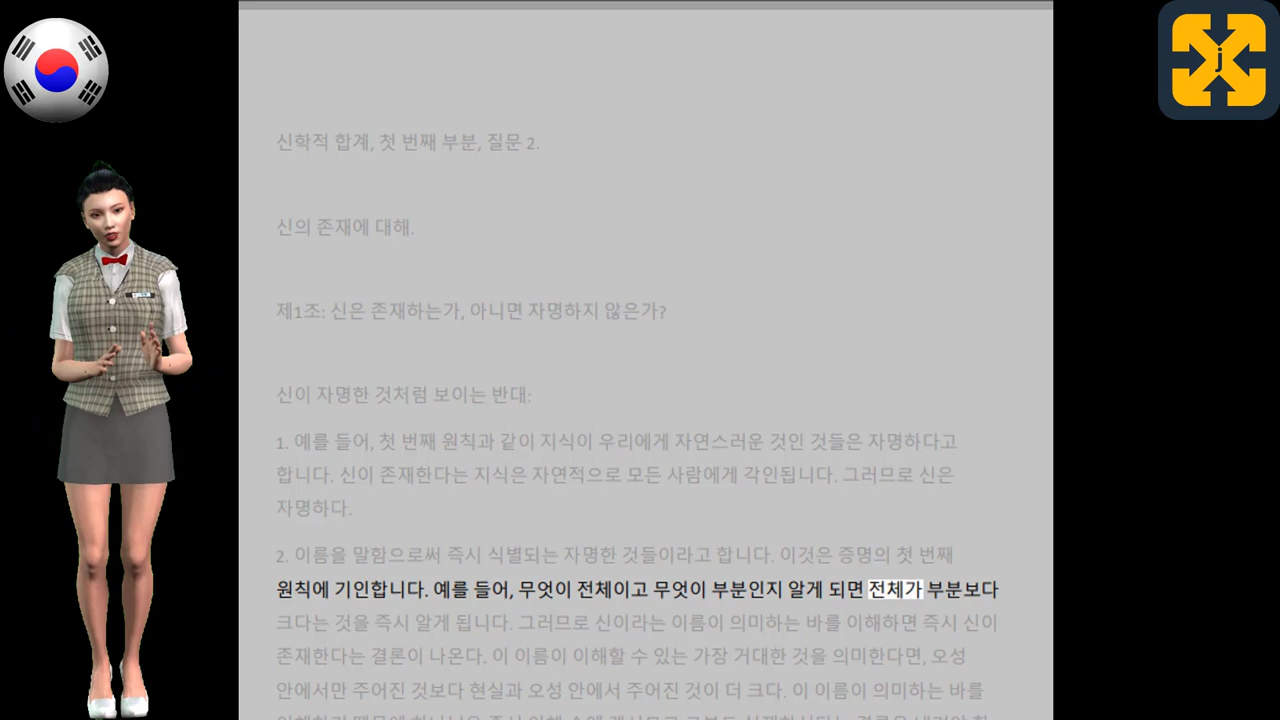 j
신학적 합계, 첫 번째 부분, 질문 2.
신의 존재에 대해.
제1조: 신은 존재하는가, 아니면 자명하지 않은가?
신이 자명한 것처럼 보이는 반대:
1. 예를 들어, 첫 번째 원칙과 같이 지식이 우리에게 자연스러운 것인 것들은 자명하다고
합니다. 신이 존재한다는 지식은 자연적으로 모든 사람에게 각인됩니다. 그러므로 신은
자명하다.
2. 이름을 말함으로써 즉시 식별되는 자명한 것들이라고 합니다. 이것은 증명의 첫 번째
원칙에 기인합니다. 예를 들어, 무엇이 전체이고 무엇이 부분인지 알게 되면 전체가 부분보다
크다는 것을 즉시 알게 됩니다. 그러므로 신이라는 이름이 의미하는 바를 이해하면 즉시 신이
존재한다는 결론이 나온다. 이 이름이 이해할 수 있는 가장 거대한 것을 의미한다면, 오성
안에서만 주어진 것보다 현실과 오성 안에서 주어진 것이 더 크다. 이 이름이 의미하는 바를